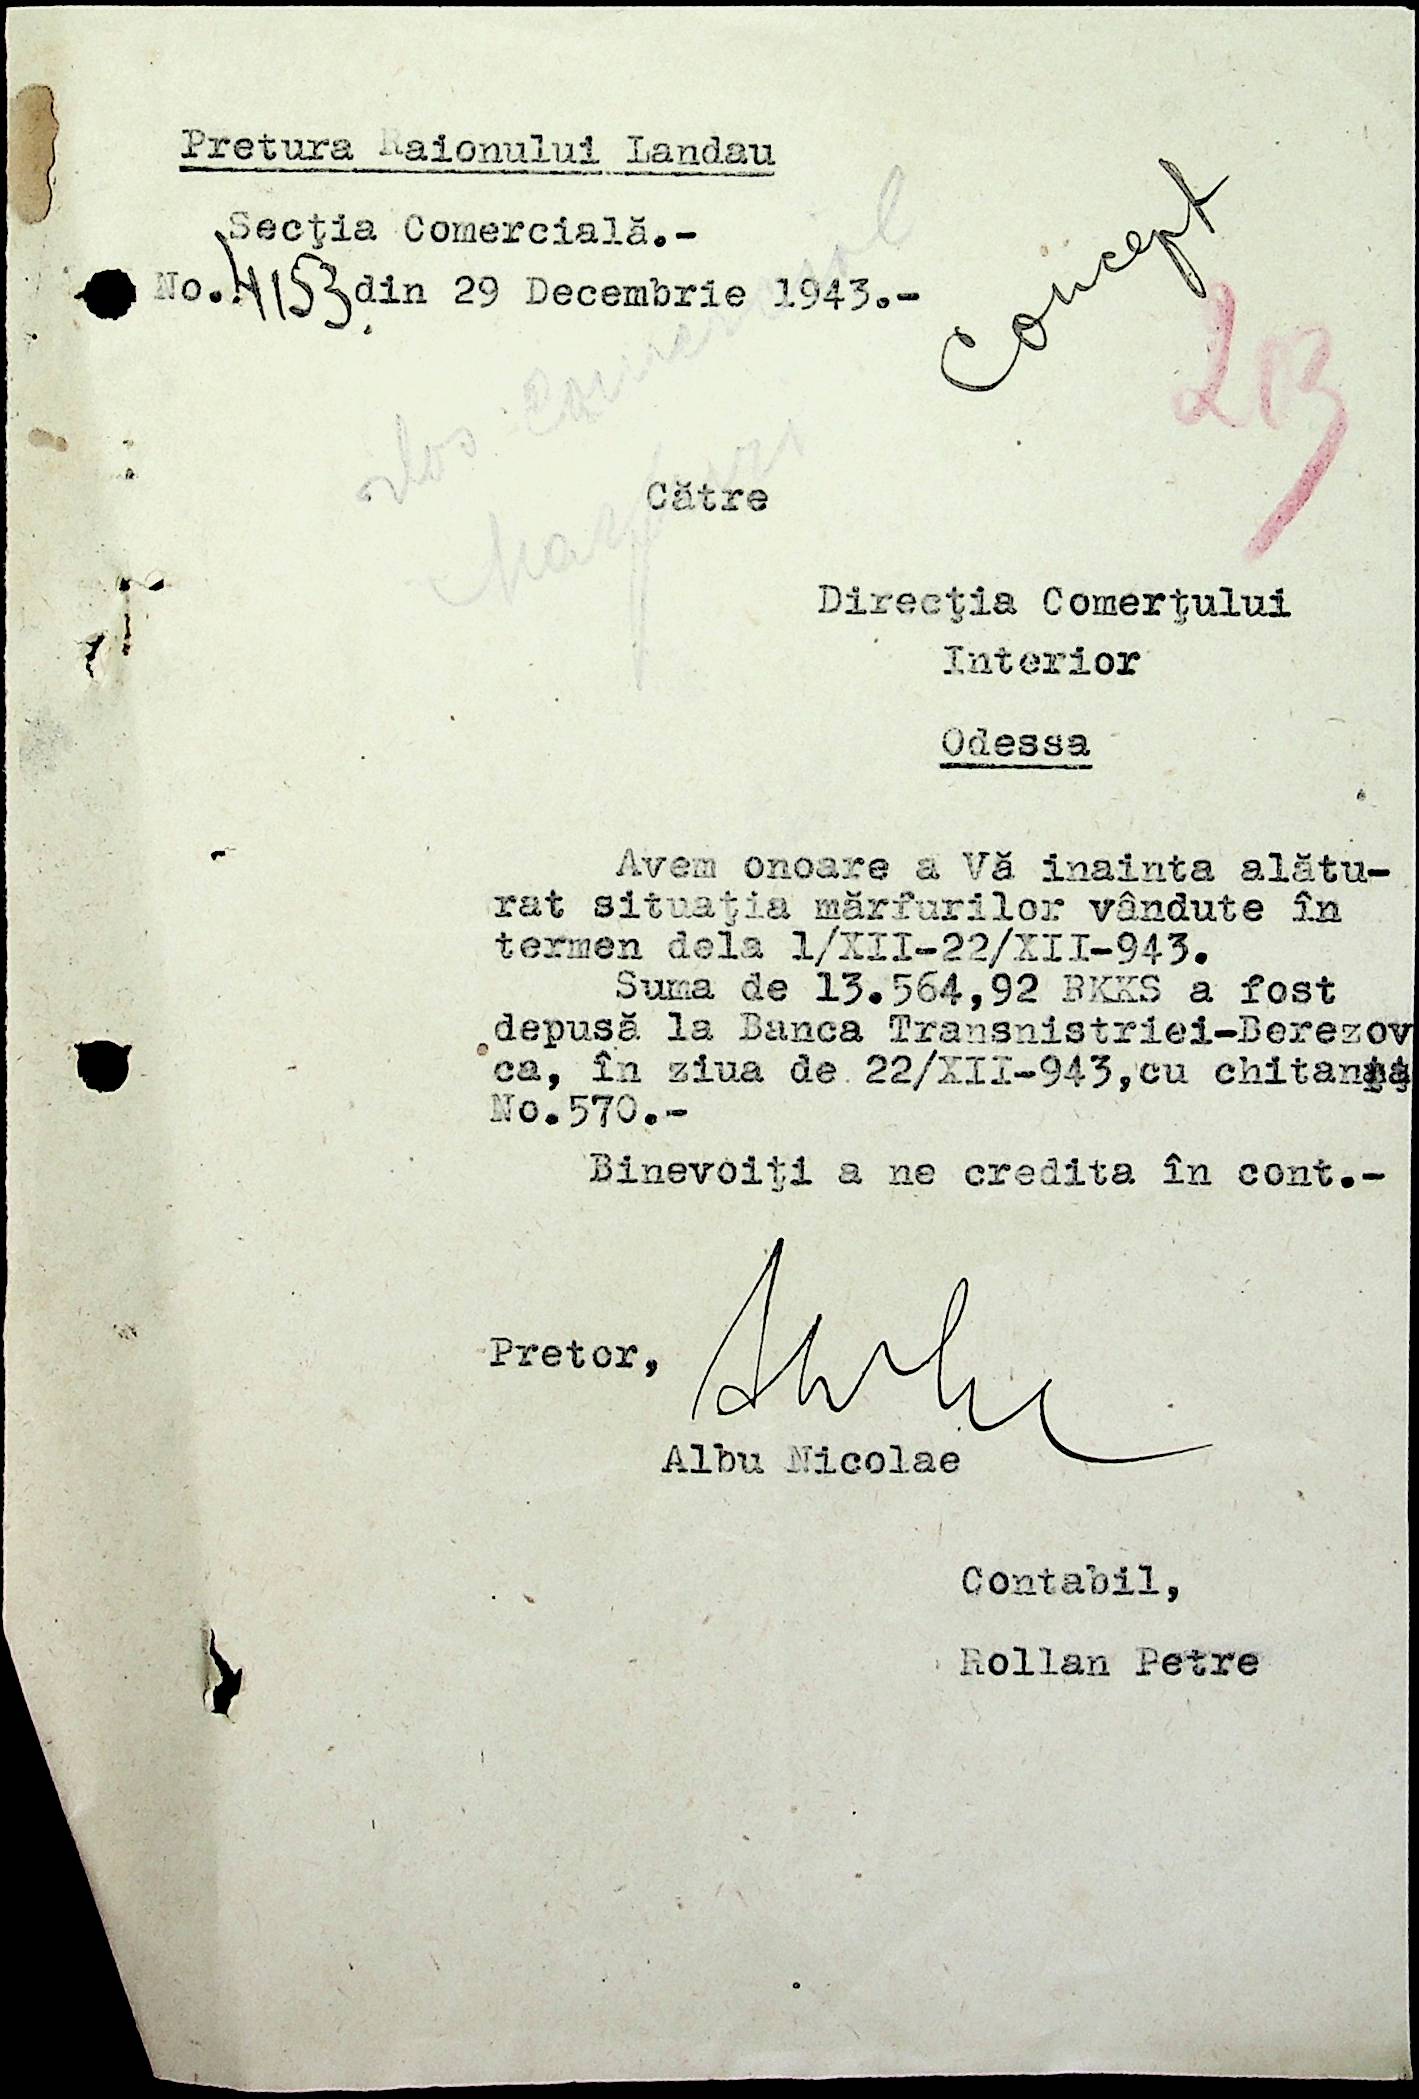 Pretura Raionului Landau
Secţia Comercială.-
No. 4153 din 29 Decembrie 1943.-
Concept
213
Către
Direcţia Comerţului
Interior
Odessa
Avem onoare a Vă inainta alătu-
rat situaţia mărfurilor vândute în
termen dela 1/XII-22/XII-943.
Suma de 13.564,92 RKKS a fost
depusă la Banca Transnistriei-Berezov
ca, în ziua de 22/XII-943,cu chitanţă
No.570.-
Binevoiţi a ne credita în cont.-
Pretor,
Albu Nicolae
Contabil,
Rollan Petre